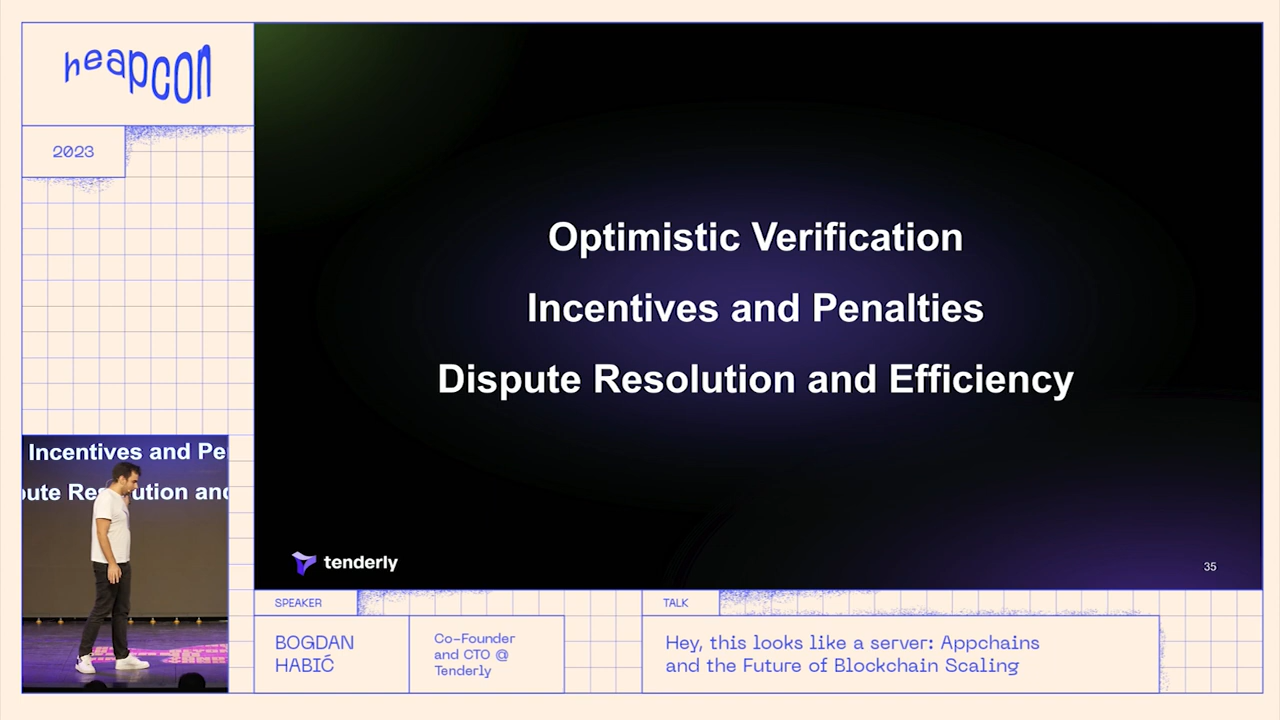 heapcon
2023
Optimistic Verification
Incentives and Penalties
Dispute Resolution and Efficiency
tenderly
35
Incentives and Pe
ute Res ution and
SPEAKER
BOGDAN
HABIĆ
Co-Founder
and CTO @
Tenderly
TALK
Hey, this looks like a server: Appchains
and the Future of Blockchain Scaling